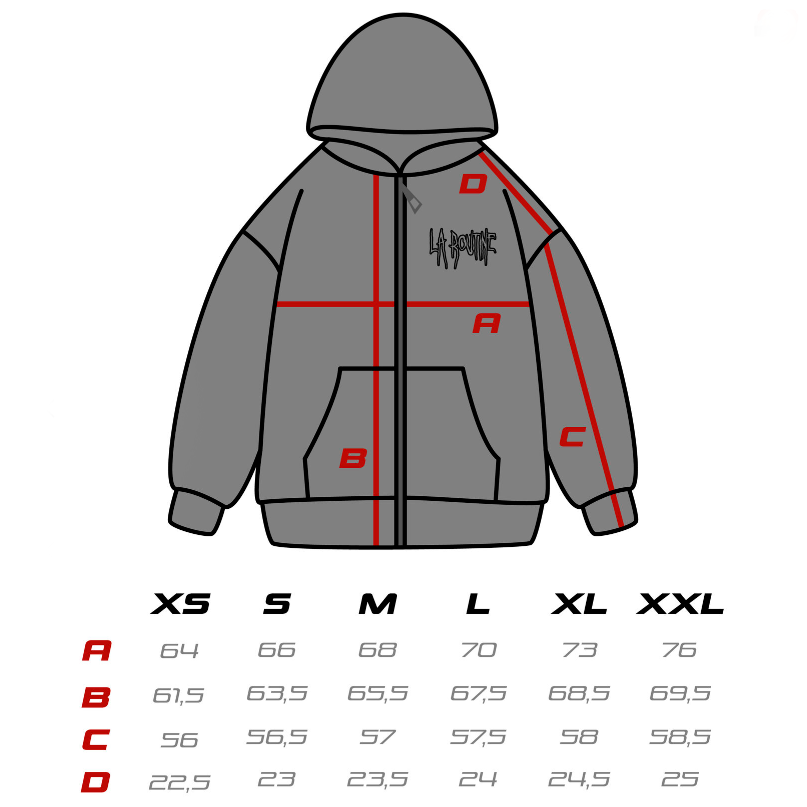 D
LA ROUTINE
A
C
B
XS S M L XL XXL
A 64 66 68 70 73 76
B 61,5 63,5 65,5 67,5 68,5 69,5
C 56 56,5 57 57,5 58 58,5
D 22,5 23 23,5 24 24,5 25